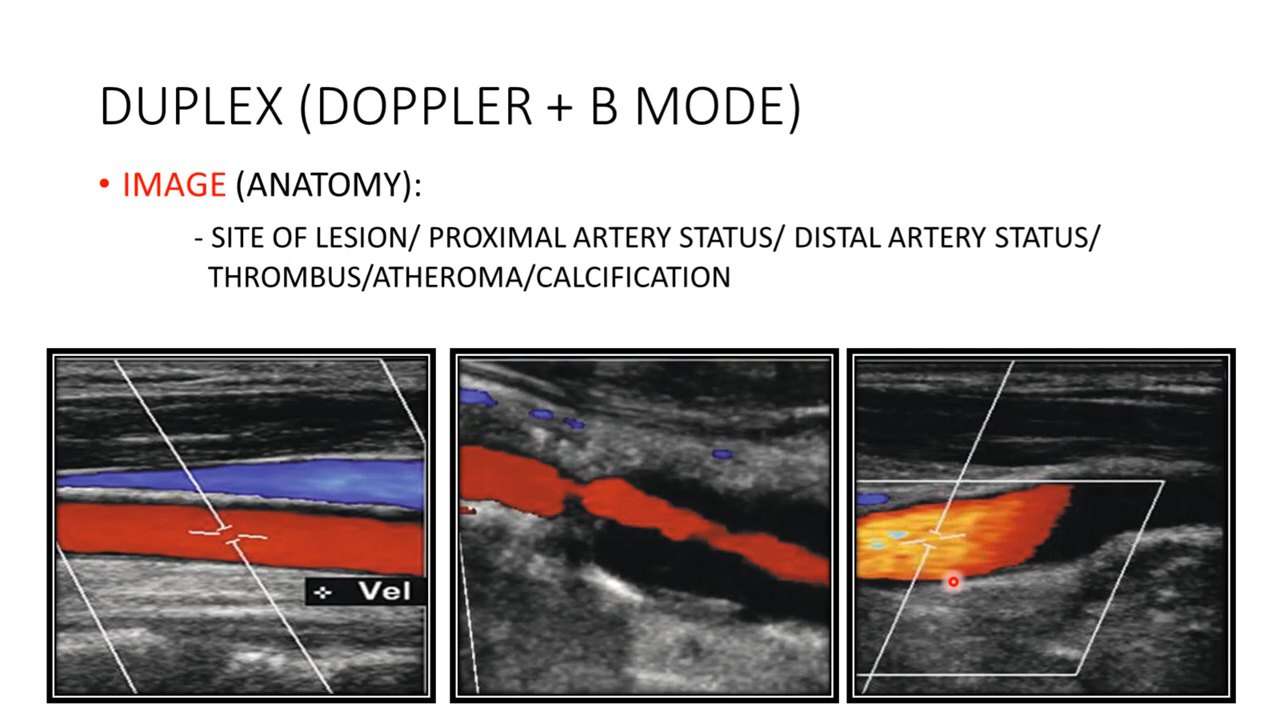 DUPLEX (DOPPLER + B MODE)
• IMAGE (ANATOMY):
- SITE OF LESION/ PROXIMAL ARTERY STATUS/ DISTAL ARTERY STATUS/
THROMBUS/ATHEROMA/CALCIFICATION
Vel